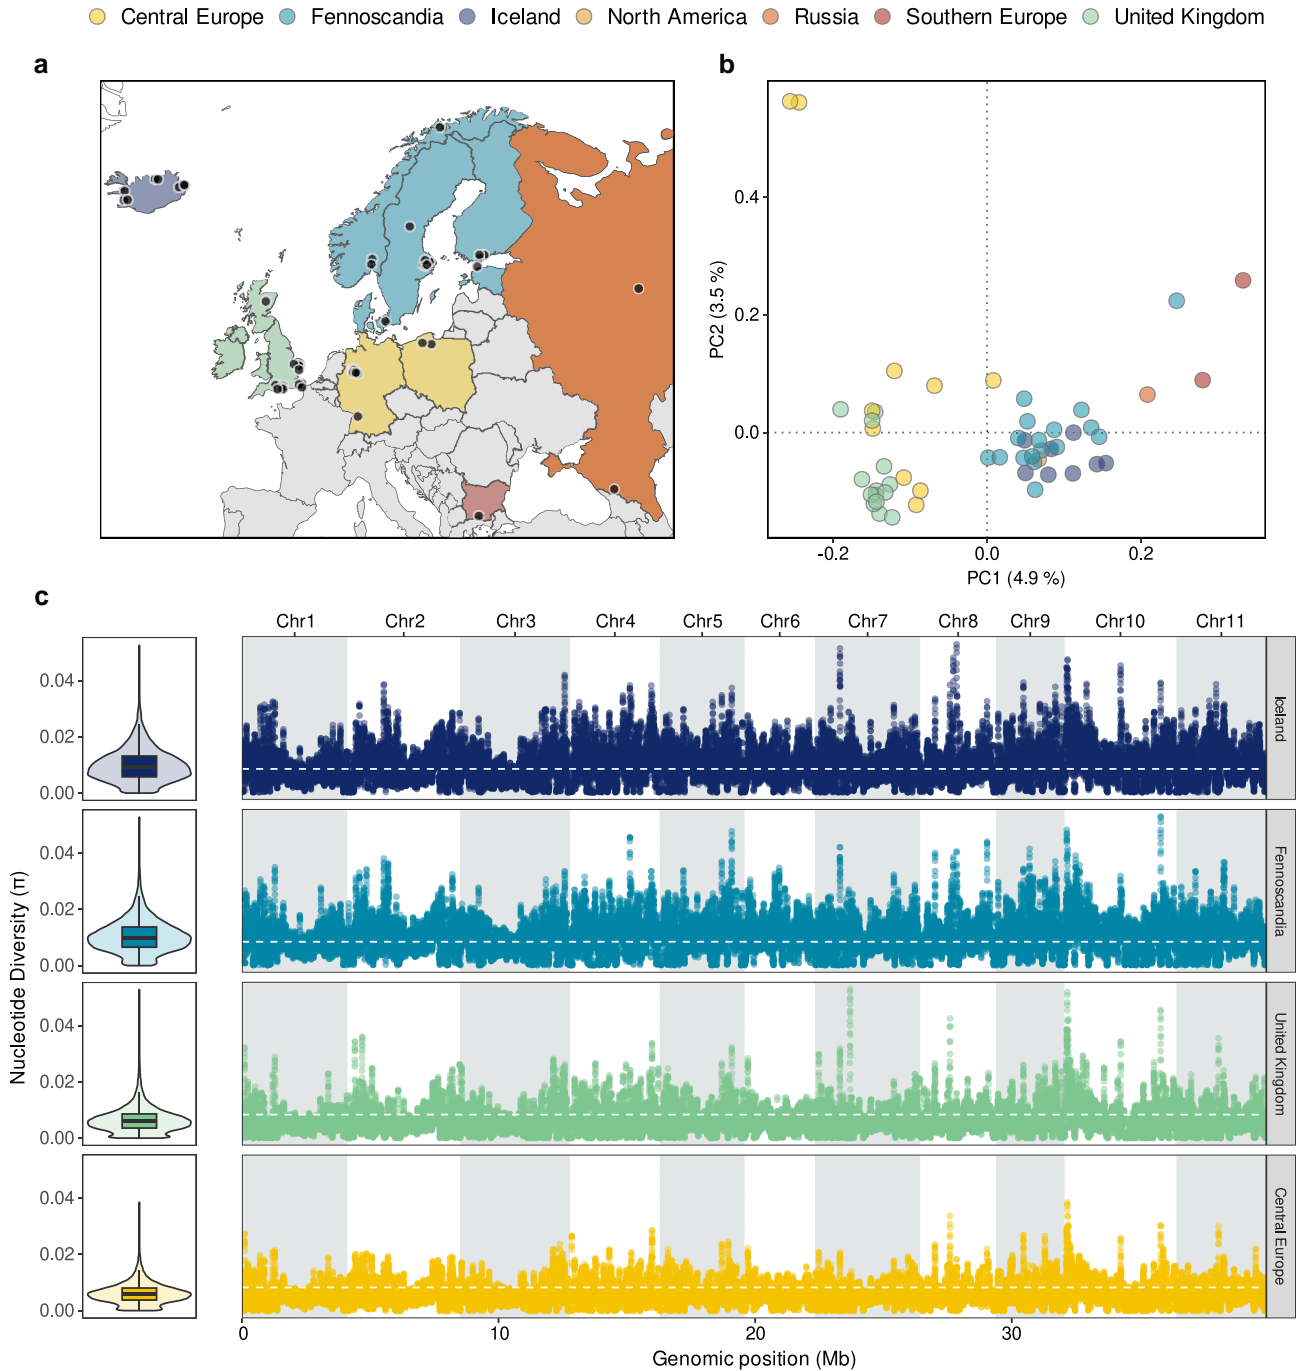 Central Europe Fennoscandia Iceland North America Russia Southern Europe United Kingdom
a
b
PC2 (3.5 %)
0.4
0.2
0.0
-0.2 0.0 0.2
PC1 (4.9 %)
c
Chr1 Chr2 Chr3 Chr4 Chr5 Chr6 Chr7 Chr8 Chr9 Chr10 Chr11
Nucleotide Diversity (π)
0.04
0.02
0.00
Iceland
0.04
0.02
0.00
Fennoscandia
0.04
0.02
0.00
United Kingdom
0.04
0.02
0.00
Central Europe
0 10 20 30
Genomic position (Mb)